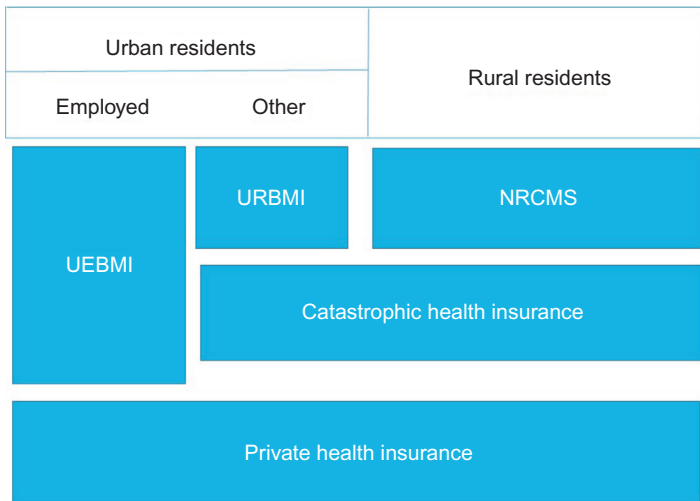 Urban residents
Rural residents
Employed
Other
URBMI
NRCMS
UEBMI
Catastrophic health insurance
Private health insurance